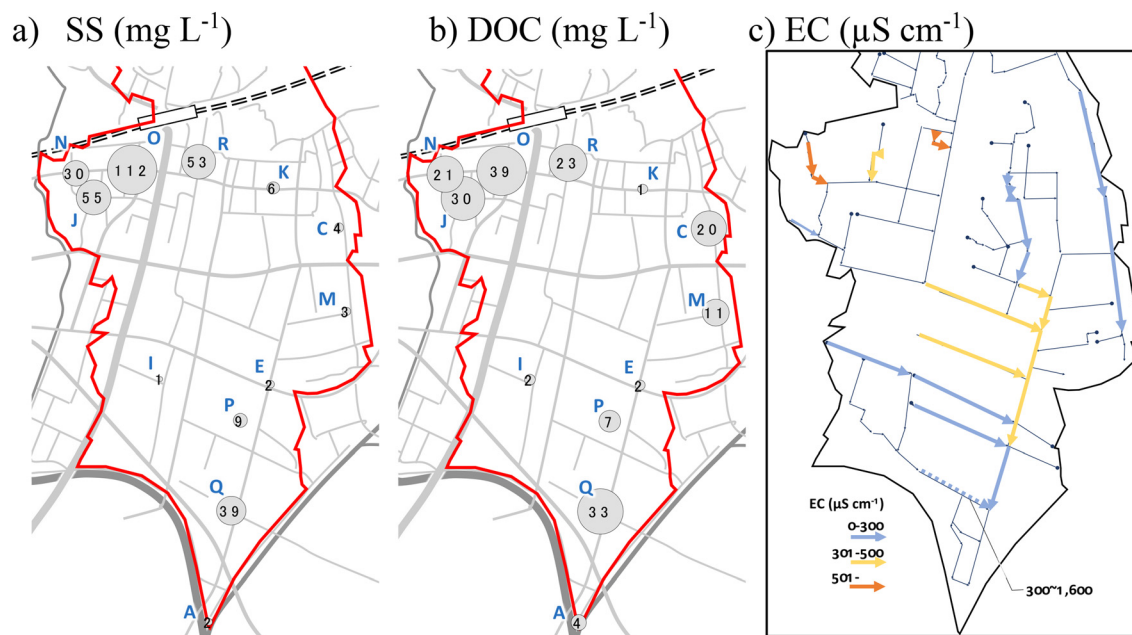 a) SS (mg L-1)
b) DOC (mg L-1)
c) EC (µS cm-1)
N
O
R
30
112
53
K
55
6
J
C
4
M
3
I
E
1
2
P
9
Q
39
A
2
N
O
R
21
39
23
K
30
1
J
C
20
M
11
I
E
2
2
P
7
Q
33
A
4
EC (µS cm-1)
0-300
301-500
501-
300~1,600